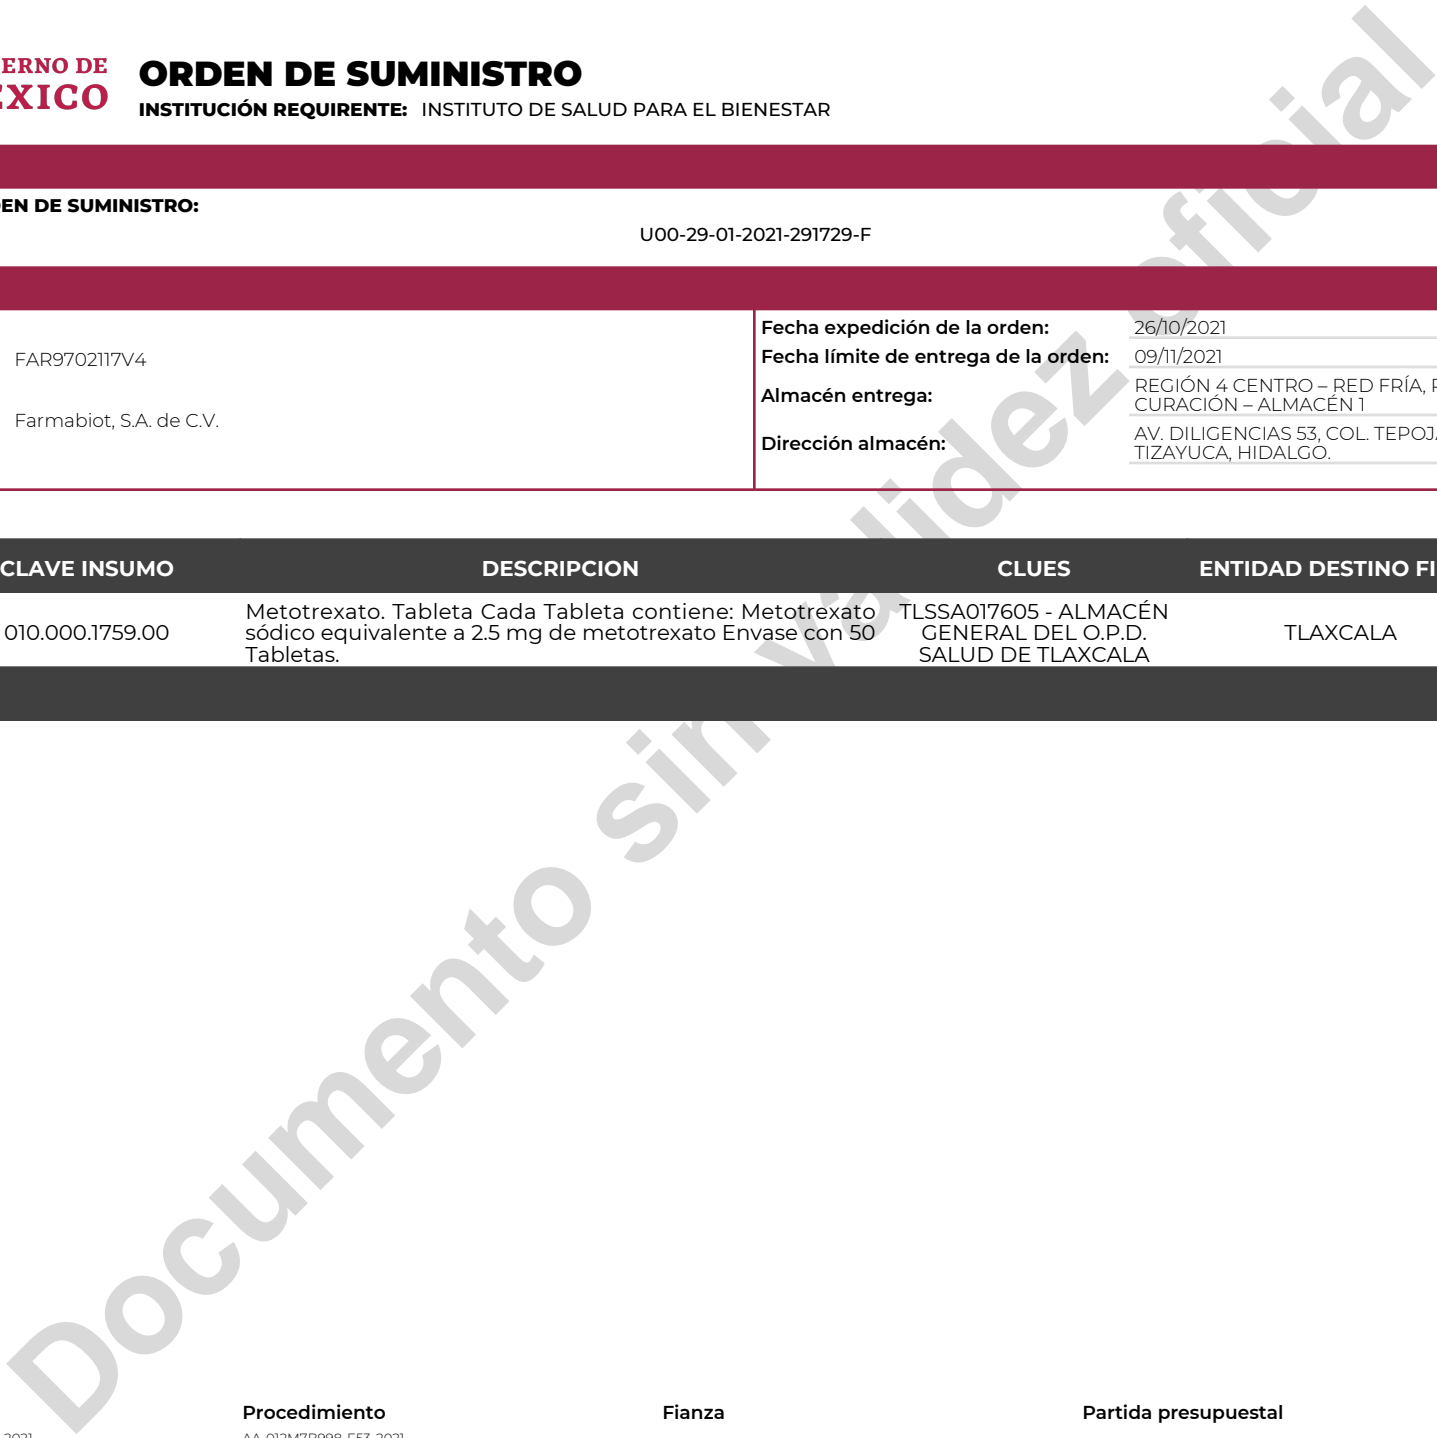 ERNO DE
ÉXICO
ORDEN DE SUMINISTRO
INSTITUCIÓN REQUIRENTE: INSTITUTO DE SALUD PARA EL BIENESTAR
EN DE SUMINISTRO:
U00-29-01-2021-291729-F
FAR9702117V4
Farmabiot, S.A. de C.V.
Fecha expedición de la orden: 26/10/2021
Fecha límite de entrega de la orden: 09/11/2021
Almacén entrega: REGIÓN 4 CENTRO – RED FRÍA,
CURACIÓN – ALMACÉN 1
Dirección almacén: AV. DILIGENCIAS 53, COL. TEPOJ
TIZAYUCA, HIDALGO.
CLAVE INSUMO DESCRIPCION CLUES ENTIDAD DESTINO FI
Metotrexato. Tableta Cada Tableta contiene: Metotrexato TLSSA017605 - ALMACÉN
010.000.1759.00 sódico equivalente a 2.5 mg de metotrexato Envase con 50 GENERAL DEL O.P.D. TLAXCALA
Tabletas. SALUD DE TLAXCALA
Documento sin validez oficial
Procedimiento Fianza Partida presupuestal